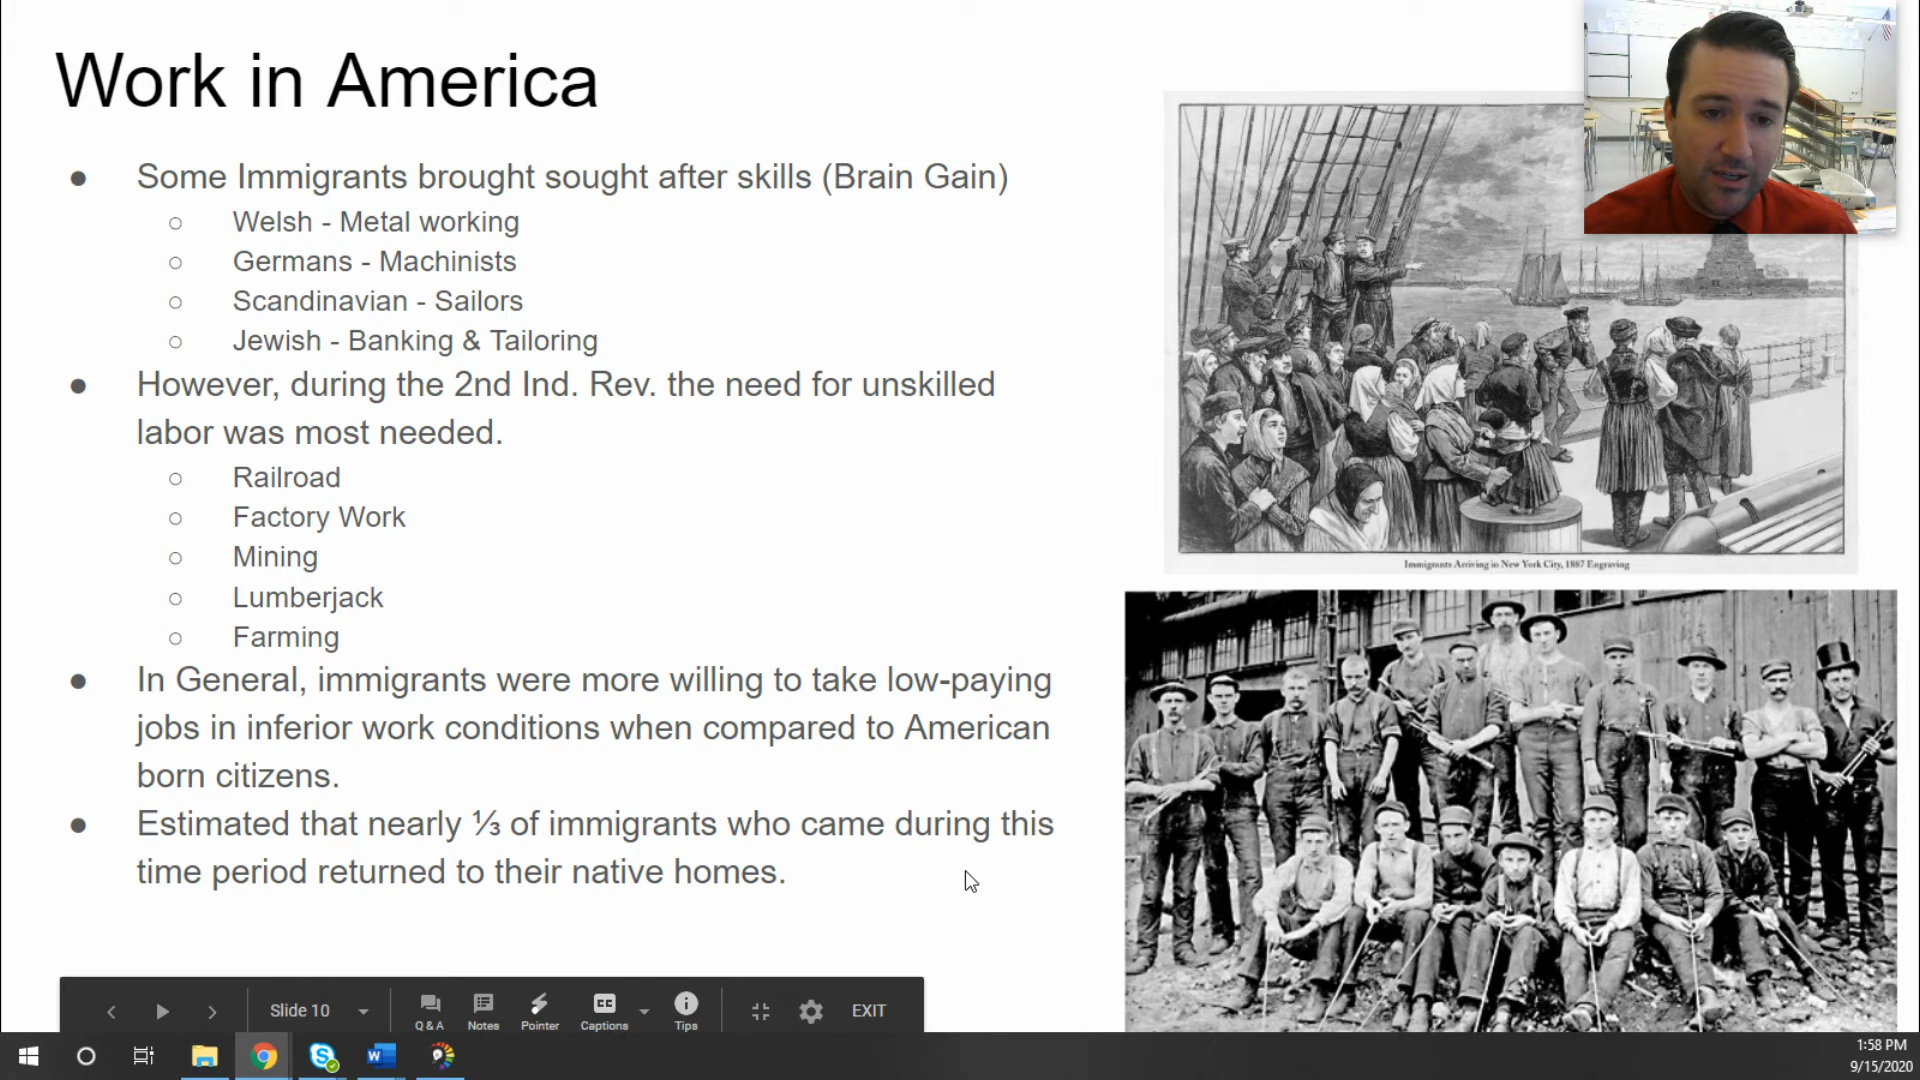 Work in America
● Some Immigrants brought sought after skills (Brain Gain)
○ Welsh - Metal working
○ Germans - Machinists
○ Scandinavian - Sailors
○ Jewish - Banking & Tailoring
● However, during the 2nd Ind. Rev. the need for unskilled
labor was most needed.
○ Railroad
○ Factory Work
○ Mining
○ Lumberjack
○ Farming
● In General, immigrants were more willing to take low-paying
jobs in inferior work conditions when compared to American
born citizens.
● Estimated that nearly ⅓ of immigrants who came during this
time period returned to their native homes.
Immigrants Arriving in New York City, 1887 Engraving
Slide 10
Q & A
Notes
Pointer
CC
Captions
Tips
EXIT
W
1:58 PM
9/15/2020